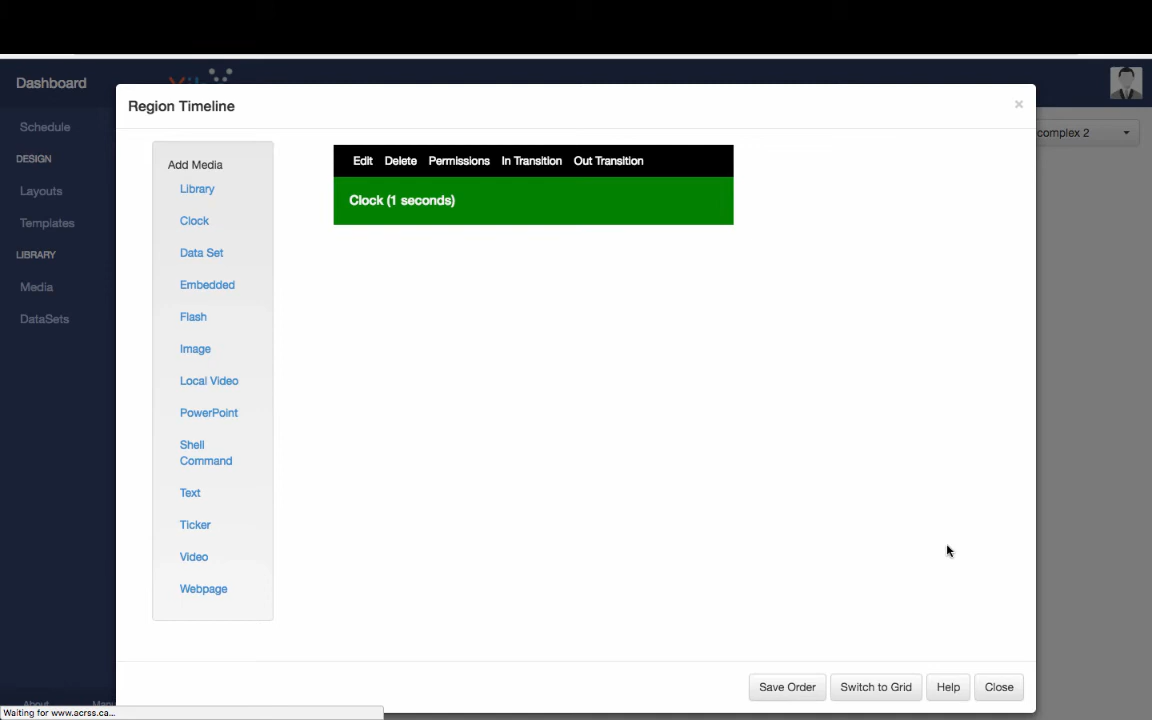 Dashboard
Region Timeline
×
complex 2
Schedule
DESIGN
Layouts
Templates
LIBRARY
Media
DataSets
Add Media
Library
Clock
Data Set
Embedded
Flash
Image
Local Video
PowerPoint
Shell
Command
Text
Ticker
Video
Webpage
Edit Delete Permissions In Transition Out Transition
Clock (1 seconds)
Save Order Switch to Grid Help Close
About
Waiting for www.acrss.ca...